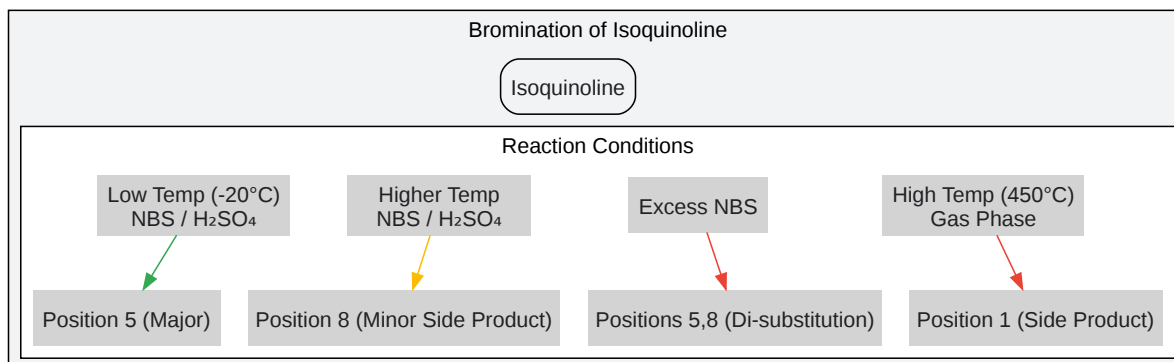 Bromination of Isoquinoline
Isoquinoline
Reaction Conditions
Low Temp (-20°C)
NBS / H₂SO₄
Higher Temp
NBS / H₂SO₄
Excess NBS
High Temp (450°C)
Gas Phase
Position 5 (Major)
Position 8 (Minor Side Product)
Positions 5,8 (Di-substitution)
Position 1 (Side Product)